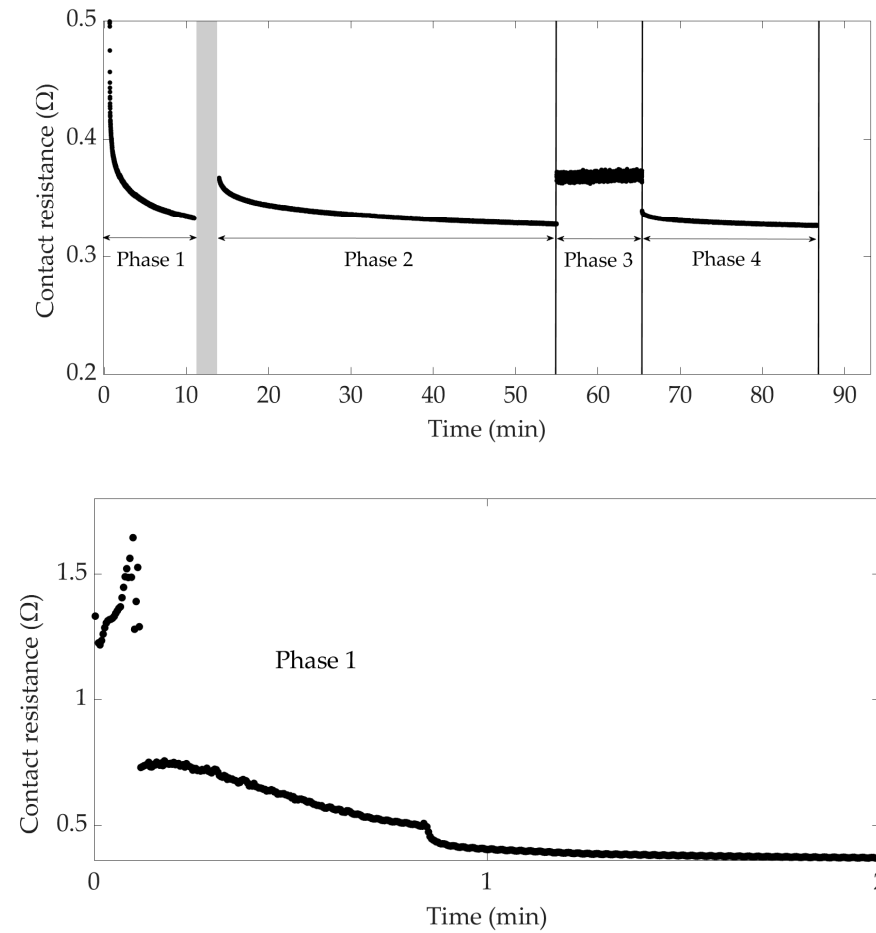 0.5
0.4
0.3
0.2
Contact resistance (Ω)
Phase 1
Phase 2
Phase 3
Phase 4
0 10 20 30 40 50 60 70 80 90
Time (min)
1.5
1
0.5
Contact resistance (Ω)
Phase 1
0 1 2
Time (min)